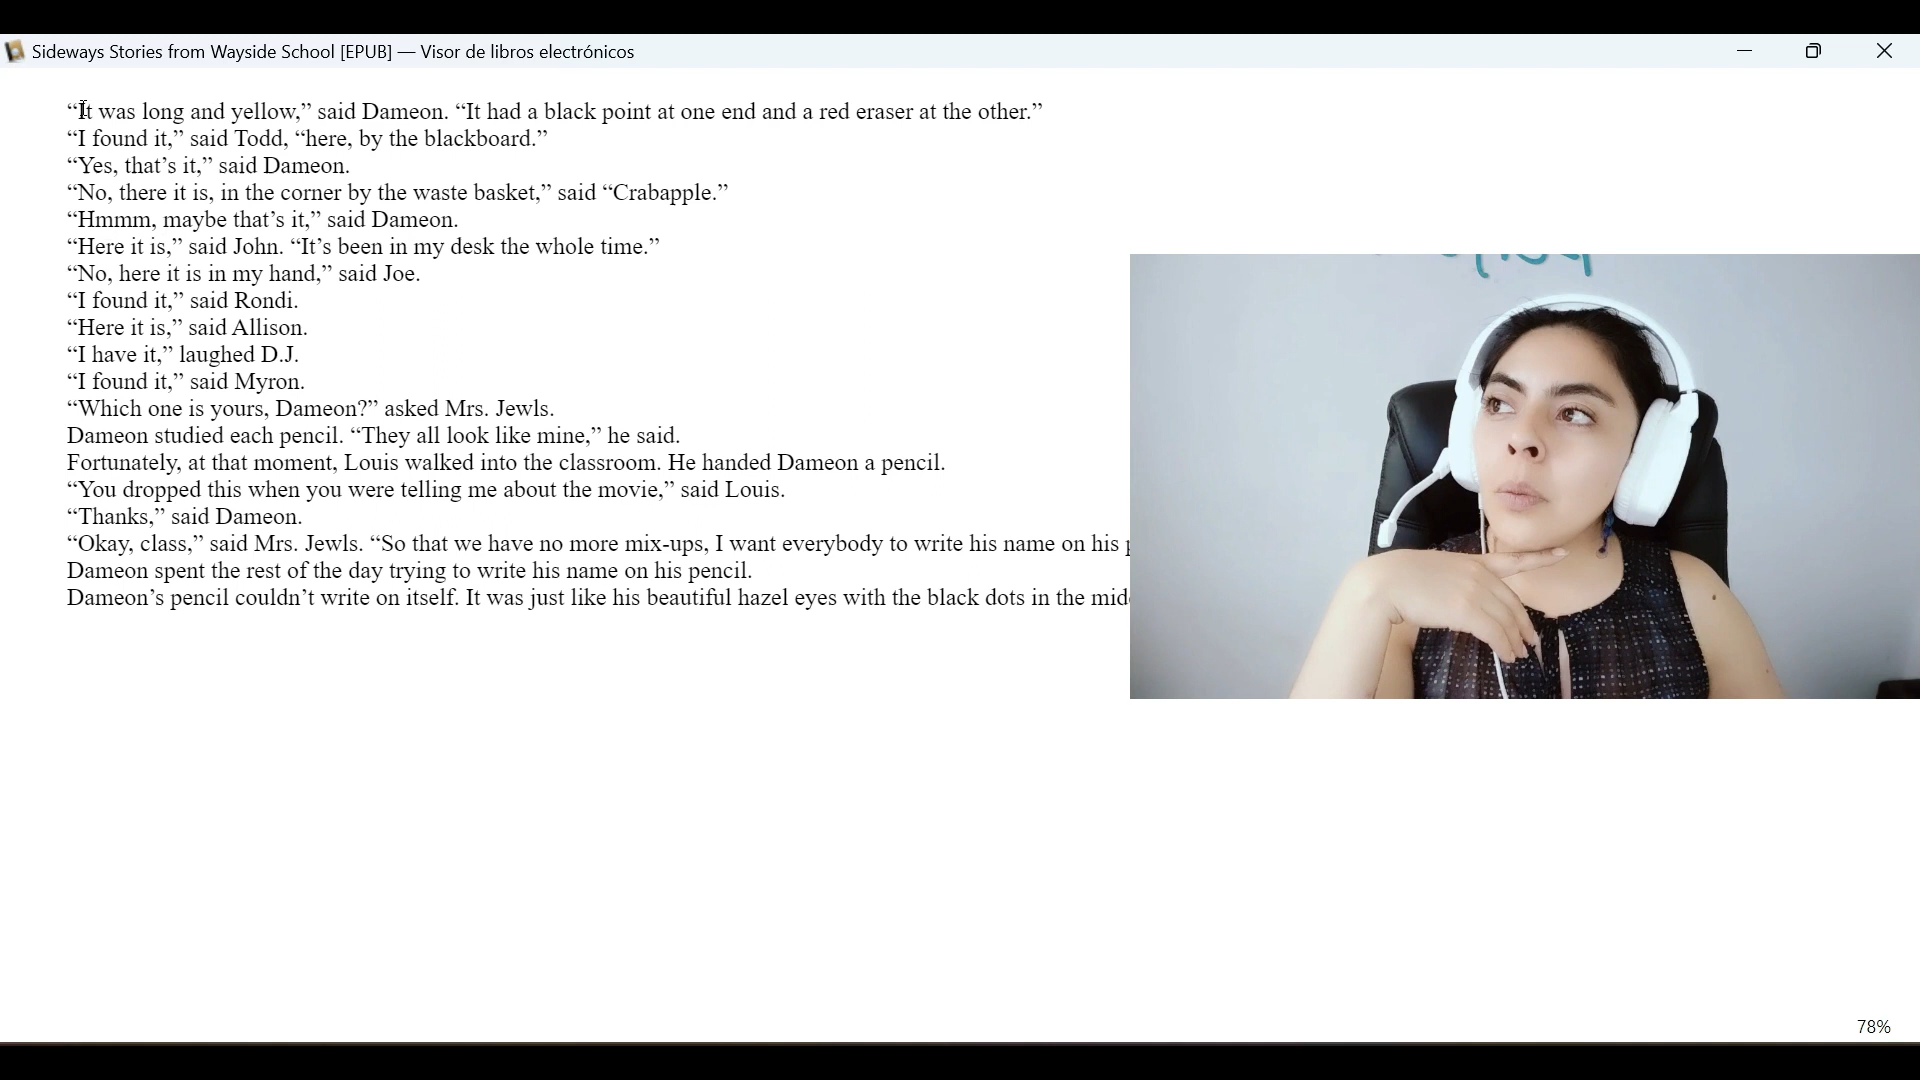 Sideways Stories from Wayside School [EPUB] — Visor de libros electrónicos
“It was long and yellow,” said Dameon. “It had a black point at one end and a red eraser at the other.”
“I found it,” said Todd, “here, by the blackboard.”
“Yes, that’s it,” said Dameon.
“No, there it is, in the corner by the waste basket,” said “Crabapple.”
“Hmmm, maybe that’s it,” said Dameon.
“Here it is,” said John. “It’s been in my desk the whole time.”
“No, here it is in my hand,” said Joe.
“I found it,” said Rondi.
“Here it is,” said Allison.
“I have it,” laughed D.J.
“I found it,” said Myron.
“Which one is yours, Dameon?” asked Mrs. Jewls.
Dameon studied each pencil. “They all look like mine,” he said.
Fortunately, at that moment, Louis walked into the classroom. He handed Dameon a pencil.
“You dropped this when you were telling me about the movie,” said Louis.
“Thanks,” said Dameon.
“Okay, class,” said Mrs. Jewls. “So that we have no more mix-ups, I want everybody to write his name on his
Dameon spent the rest of the day trying to write his name on his pencil.
Dameon’s pencil couldn’t write on itself. It was just like his beautiful hazel eyes with the black dots in the
78%